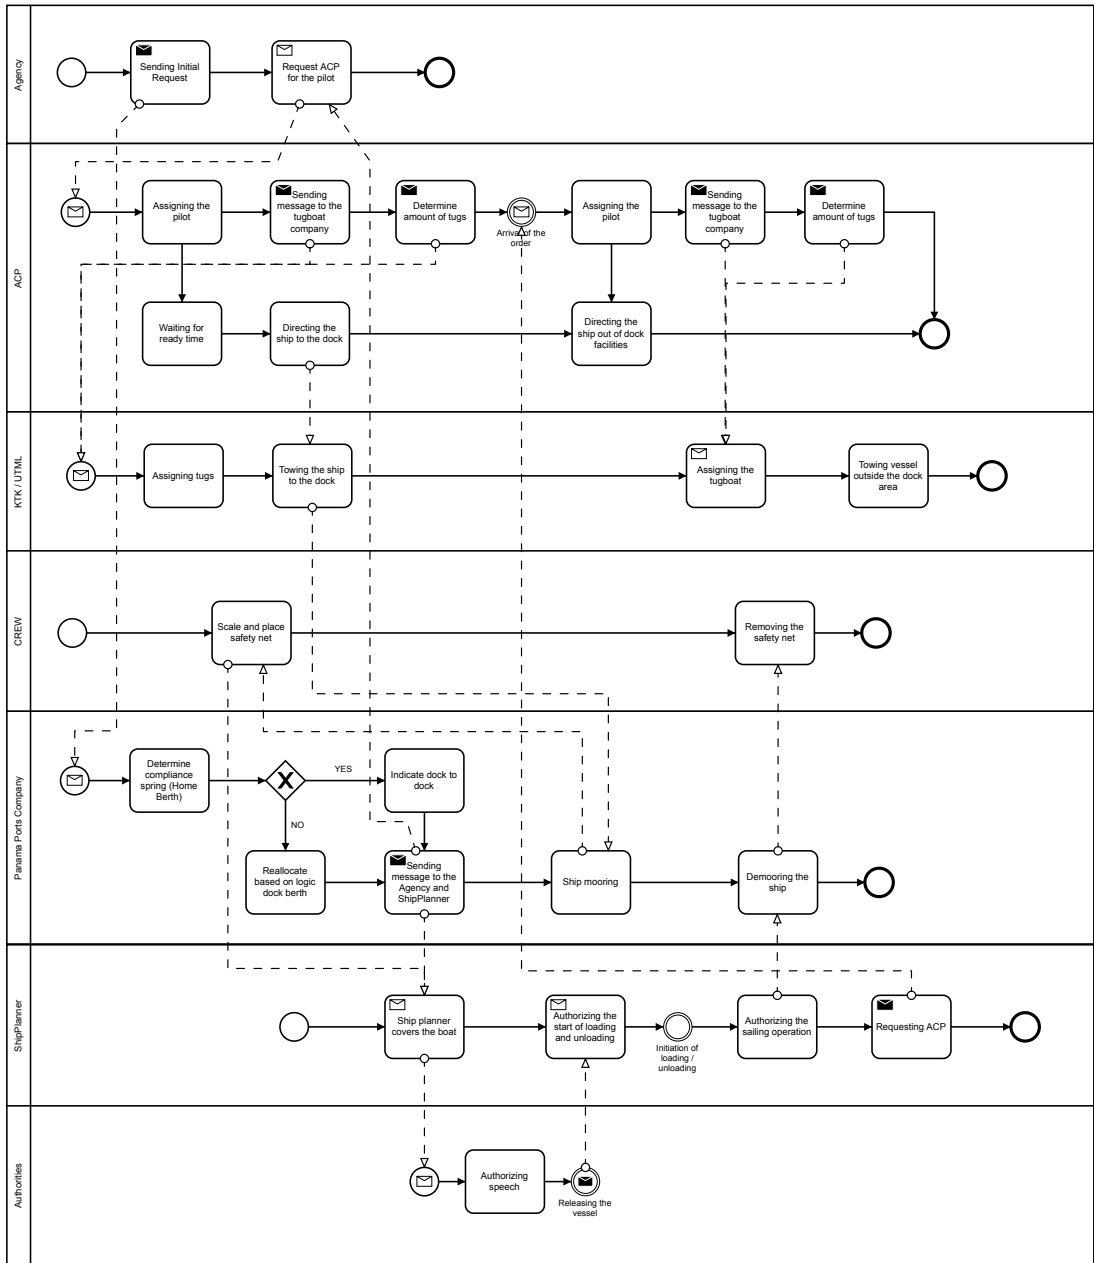 Agency
Sending Initial
Request
Request ACP
for the pilot
ACP
Assigning the
pilot
Sending
message to the
tugboat
company
Determine
amount of tugs
Arrival of the
order
Assigning the
pilot
Sending
message to the
tugboat
company
Determine
amount of tugs
Waiting for
ready time
Directing the
ship to the dock
Directing the
ship out of dock
facilities
KTK / UTML
Assigning tugs
Towing the ship
to the dock
Assigning the
tugboat
Towing vessel
outside the dock
area
CREW
Scale and place
safety net
Removing the
safety net
Panama Ports Company
Determine
compliance
spring (Home
Berth)
YES
Indicate dock to
dock
NO
Reallocate
based on logic
dock berth
Sending
message to the
Agency and
ShipPlanner
Ship mooring
Demooring the
ship
ShipPlanner
Ship planner
covers the boat
Authorizing the
start of loading
and unloading
Initiation of
loading /
unloading
Authorizing the
sailing operation
Requesting ACP
Authorities
Authorizing
speech
Releasing the
vessel